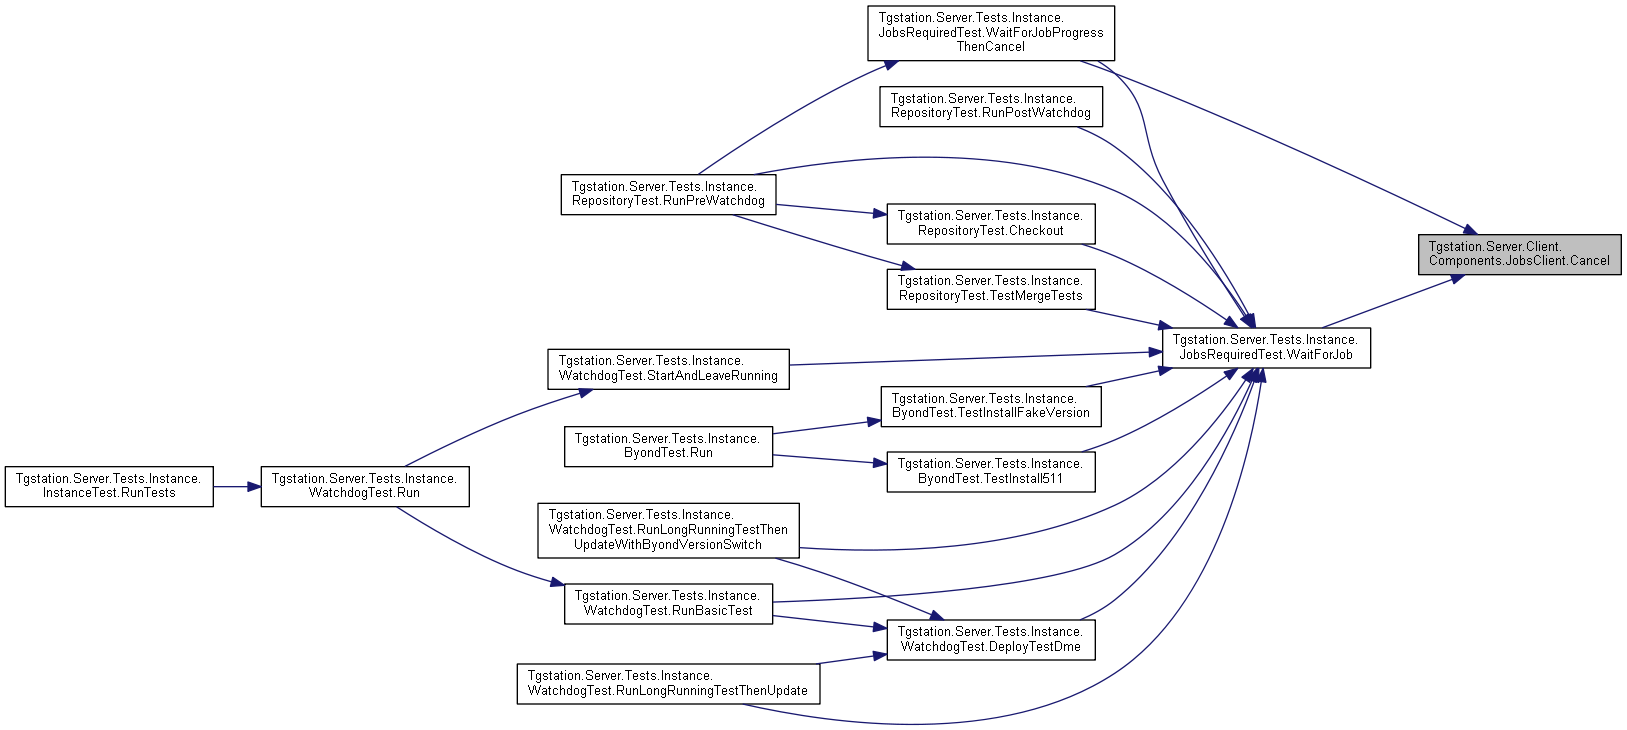 Tgstation.Server.Tests.Instance.
JobsRequiredTest.WaitForJobProgress
ThenCancel
Tgstation.Server.Tests.Instance.
RepositoryTest.RunPostWatchdog
Tgstation.Server.Tests.Instance.
RepositoryTest.RunPreWatchdog
Tgstation.Server.Tests.Instance.
RepositoryTest.Checkout
Tgstation.Server.Client.
Components.JobsClient.Cancel
Tgstation.Server.Tests.Instance.
RepositoryTest.TestMergeTests
Tgstation.Server.Tests.Instance.
JobsRequiredTest.WaitForJob
Tgstation.Server.Tests.Instance.
WatchdogTest.StartAndLeaveRunning
Tgstation.Server.Tests.Instance.
ByondTest.TestInstallFakeVersion
Tgstation.Server.Tests.Instance.
ByondTest.Run
Tgstation.Server.Tests.Instance.
ByondTest.TestInstall511
Tgstation.Server.Tests.Instance.
InstanceTest.RunTests
Tgstation.Server.Tests.Instance.
WatchdogTest.Run
Tgstation.Server.Tests.Instance.
WatchdogTest.RunLongRunningTestThen
UpdateWithByondVersionSwitch
Tgstation.Server.Tests.Instance.
WatchdogTest.RunBasicTest
Tgstation.Server.Tests.Instance.
WatchdogTest.DeployTestDme
Tgstation.Server.Tests.Instance.
WatchdogTest.RunLongRunningTestThenUpdate